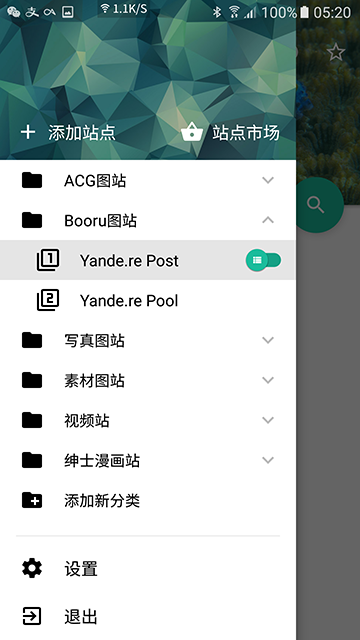 1.1K/S 100% 05:20
添加站点 站点市场
ACG图站
Booru图站
1 Yande.re Post
2 Yande.re Pool
写真图站
素材图站
视频站
绅士漫画站
添加新分类
设置
退出